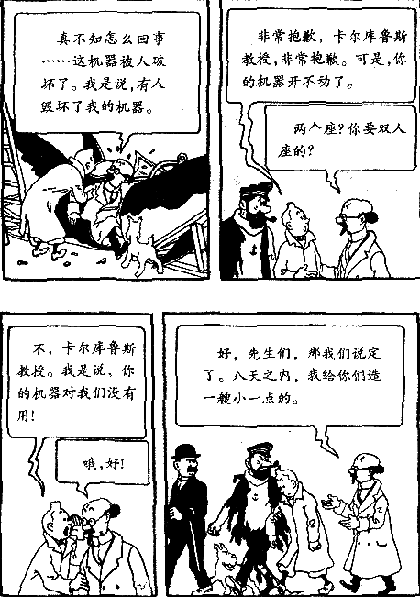 真不知怎么回事
……这机器被人破
坏了。我是说,有人
毁坏了我的机器。
非常抱歉,卡尔库鲁斯
教授,非常抱歉。可是,你
的机器开不动了。
两个座?你要双人
座的?
不,卡尔库鲁斯
教授。我是说,你
的机器对我们没有
用!
哦,好!
好,先生们,那我们说定
了。八天之内,我给你们造
一艘小一点的。